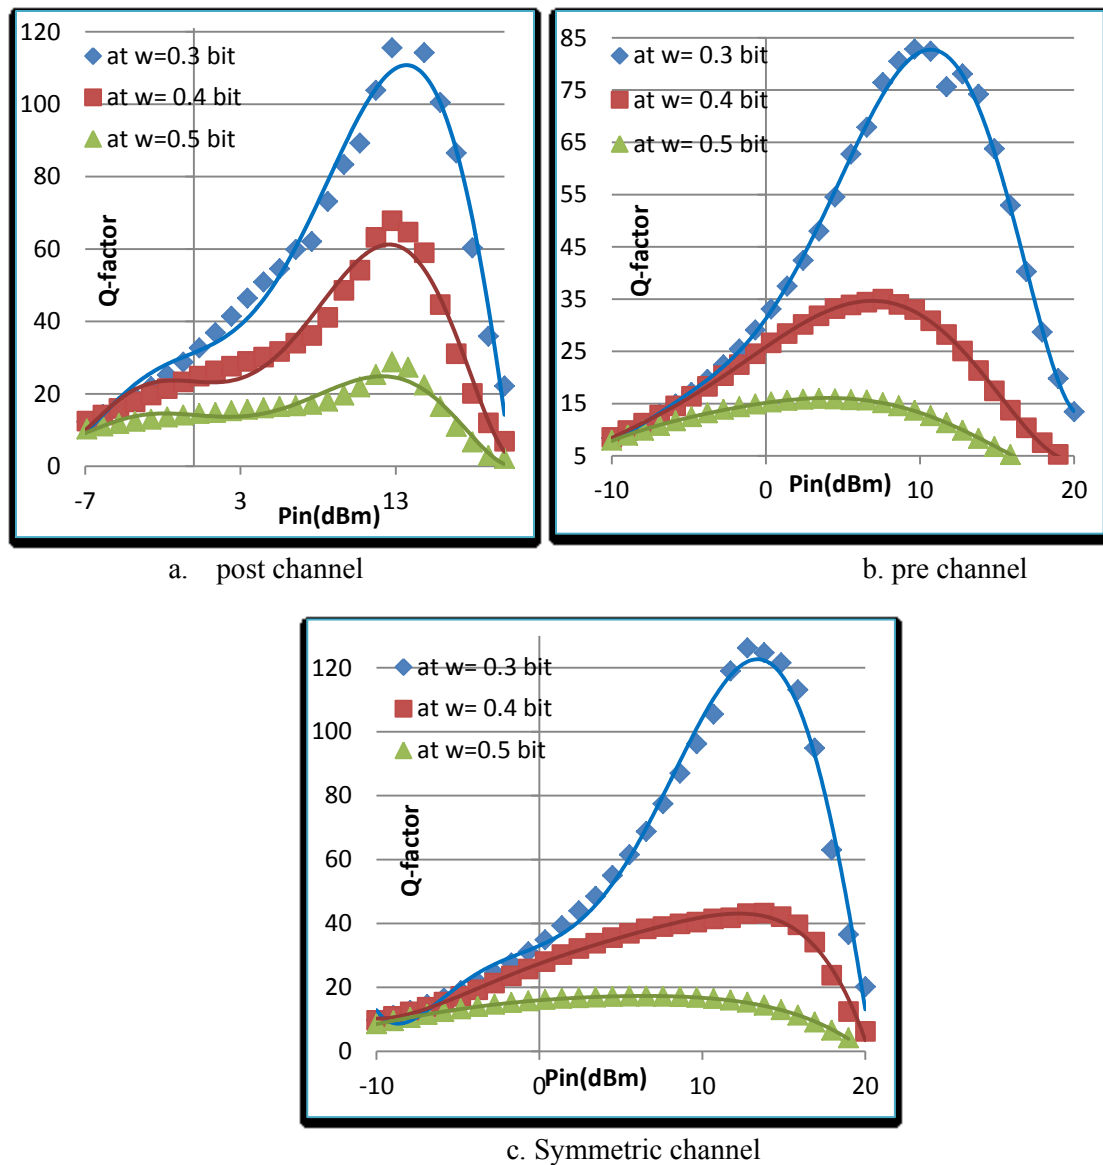 120
100
80
60
40
20
0
-7
3
13
Q-factor
Pin(dBm)
at w=0.3 bit
at w= 0.4 bit
at w=0.5 bit
a. post channel
85
75
65
55
45
35
25
15
5
-10
0
10
20
Q-factor
Pin(dBm)
at w= 0.3 bit
at w= 0.4 bit
at w= 0.5 bit
b. pre channel
120
100
80
60
40
20
0
-10
0
10
20
Q-factor
Pin(dBm)
at w= 0.3 bit
at w= 0.4 bit
at w=0.5 bit
c. Symmetric channel